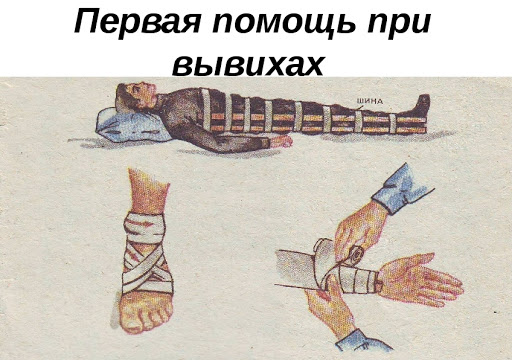 Первая помощь при
вывихах
ШИНА